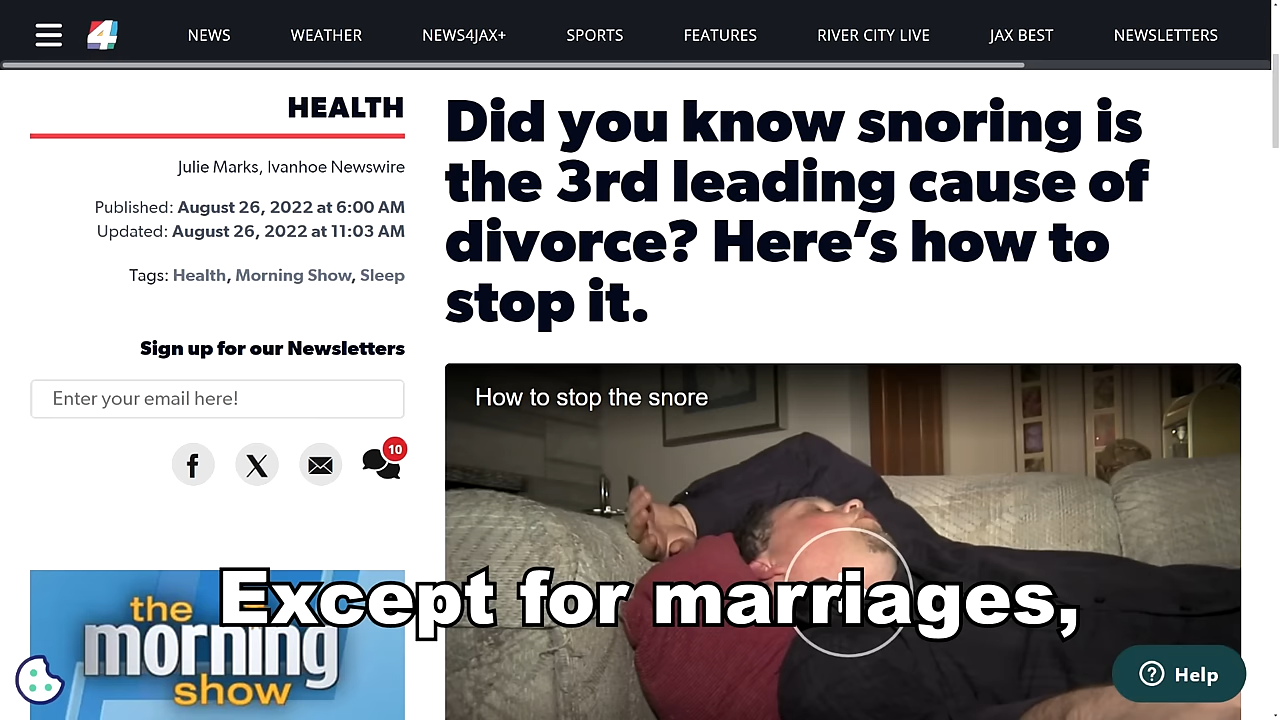 4
NEWS
WEATHER
NEWS4JAX+
SPORTS
FEATURES
RIVER CITY LIVE
JAX BEST
NEWSLETTERS
HEALTH
Julie Marks, Ivanhoe Newswire
Published: August 26, 2022 at 6:00 AM
Updated: August 26, 2022 at 11:03 AM
Tags: Health, Morning Show, Sleep
Sign up for our Newsletters
Enter your email here!
f
X
10
the
morning
show
Did you know snoring is
the 3rd leading cause of
divorce? Here’s how to
stop it.
How to stop the snore
Except for marriages,
? Help